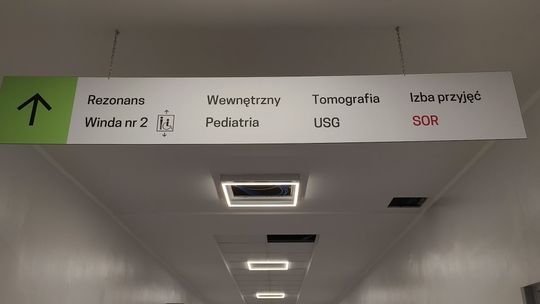 Rezonans Wewnętrzny Tomografia Izba przyjęć
Winda nr 2 Pediatria USG SOR